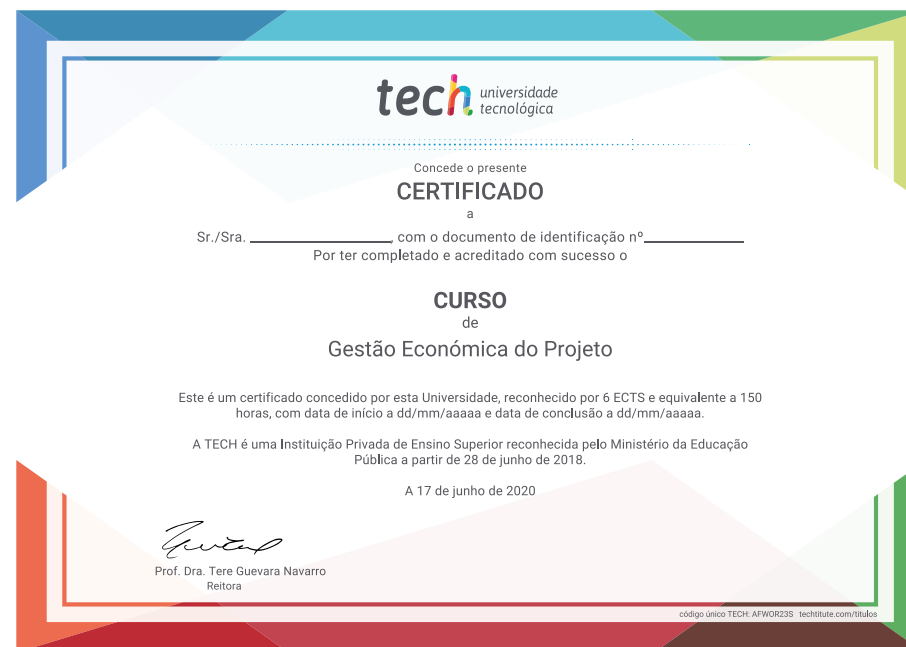 tech universidade
tecnológica
Concede o presente
CERTIFICADO
a
Sr./Sra. ________________, com o documento de identificação nº____________
Por ter completado e acreditado com sucesso o
CURSO
de
Gestão Económica do Projeto
Este é um certificado concedido por esta Universidade, reconhecido por 6 ECTS e equivalente a 150
horas, com data de início a dd/mm/aaaaa e data de conclusão a dd/mm/aaaaa.
A TECH é uma Instituição Privada de Ensino Superior reconhecida pelo Ministério da Educação
Pública a partir de 28 de junho de 2018.
A 17 de junho de 2020
Prof. Dra. Tere Guevara Navarro
Reitora
código único TECH: AFWOR23S techtitute.com/titulos